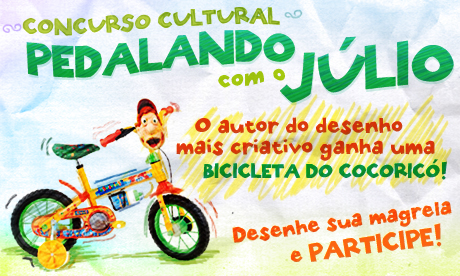 CONCURSO CULTURAL
PEDALANDO
com o JÚLIO
O autor do desenho
mais criativo ganha uma
BICICLETA DO COCORICÓ!
Desenhe sua magrela
e PARTICIPE!